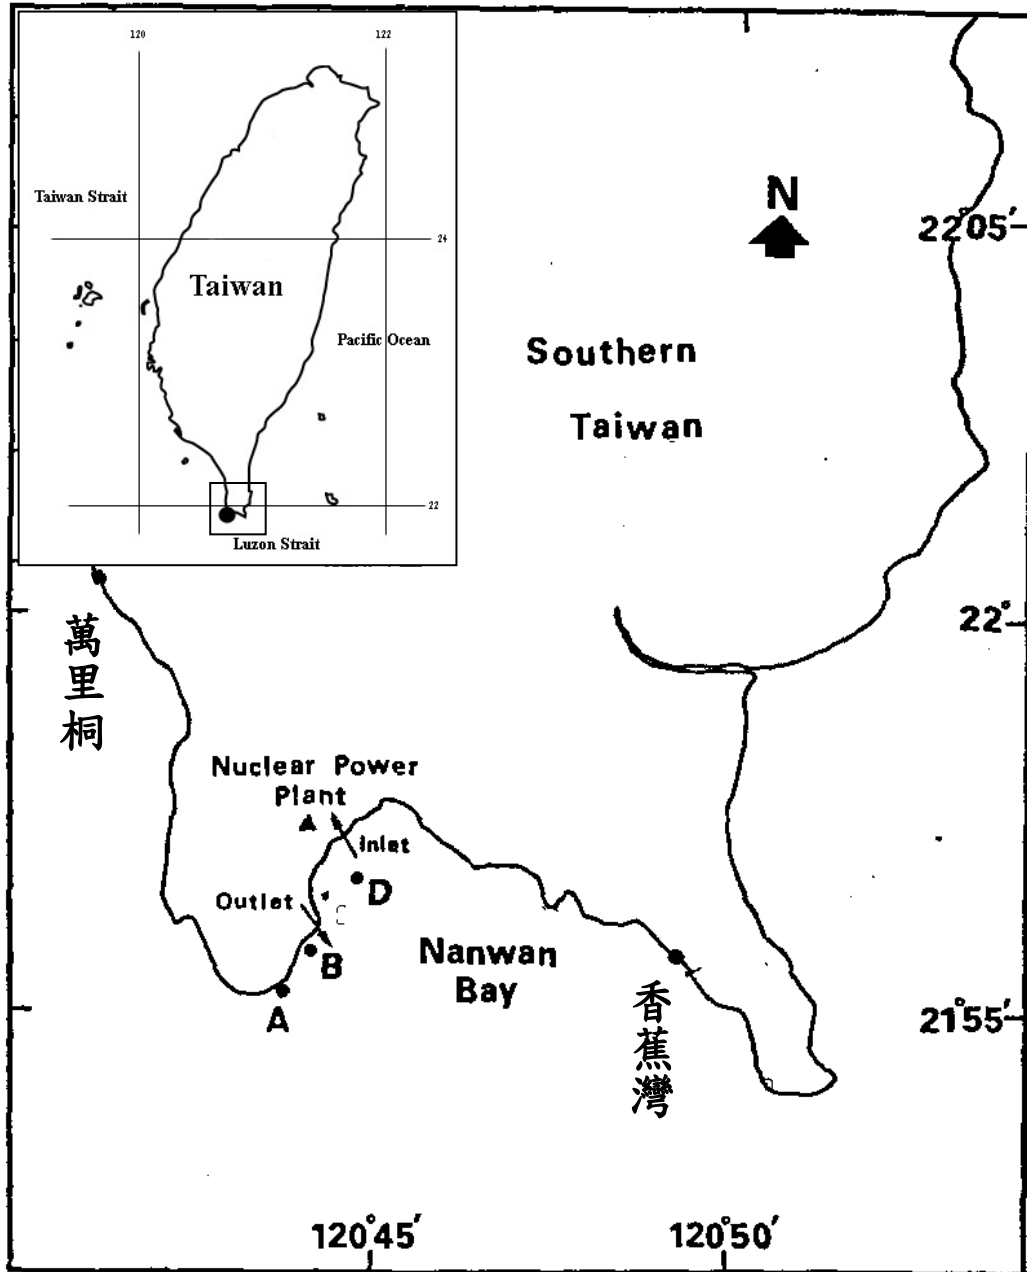 120
122
Taiwan Strait
24
Taiwan
Pacific Ocean
22
Luzon Strait
N
22°05′
Southern
Taiwan
22°
萬里桐
Nuclear Power
Plant
Inlet
D
Outlet
B
A
Nanwan
Bay
香蕉灣
21°55′
120°45′
120°50′